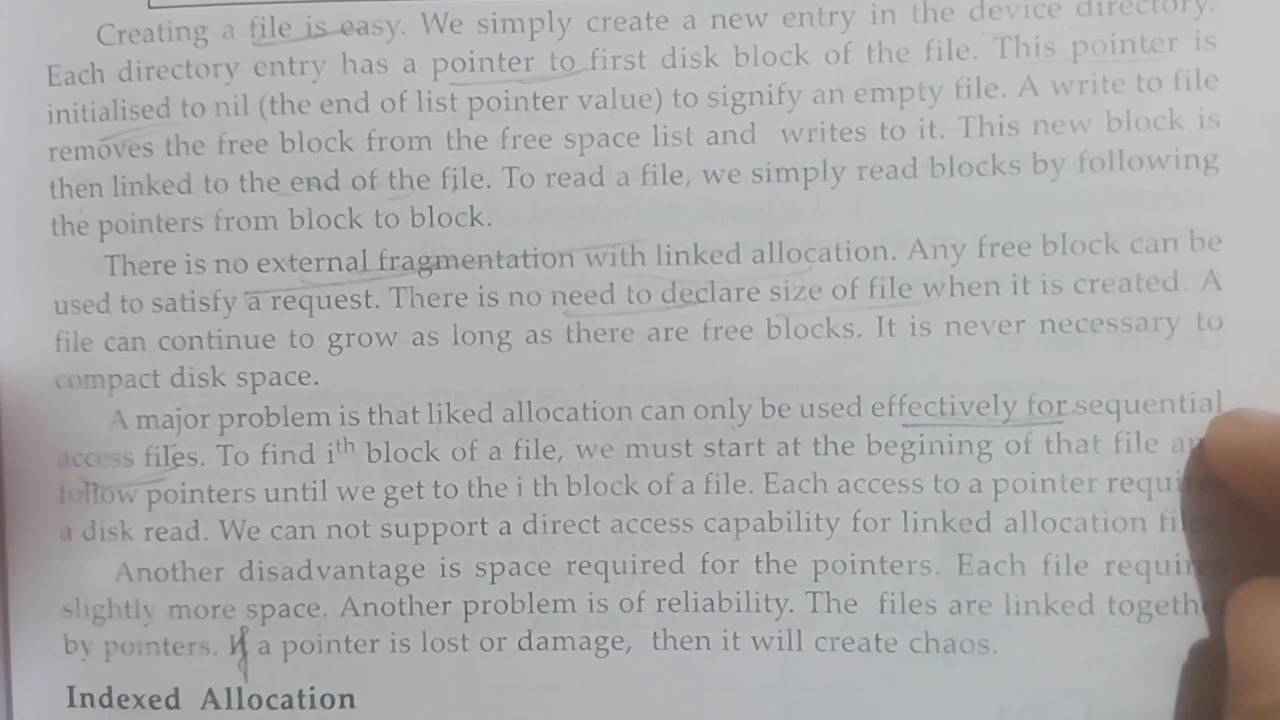 Creating a file is easy. We simply create a new entry in the device directory.
Each directory entry has a pointer to first disk block of the file. This pointer is
initialised to nil (the end of list pointer value) to signify an empty file. A write to file
removes the free block from the free space list and writes to it. This new block is
then linked to the end of the file. To read a file, we simply read blocks by following
the pointers from block to block.
There is no external fragmentation with linked allocation. Any free block can be
used to satisfy a request. There is no need to declare size of file when it is created. A
file can continue to grow as long as there are free blocks. It is never necessary to
compact disk space.
A major problem is that liked allocation can only be used effectively for sequential
access files. To find ith block of a file, we must start at the begining of that file
follow pointers until we get to the i th block of a file. Each access to a pointer
a disk read. We can not support a direct access capability for linked allocation
Another disadvantage is space required for the pointers. Each file
slightly more space. Another problem is of reliability. The files are linked
by pointers. If a pointer is lost or damage, then it will create chaos.
Indexed Allocation